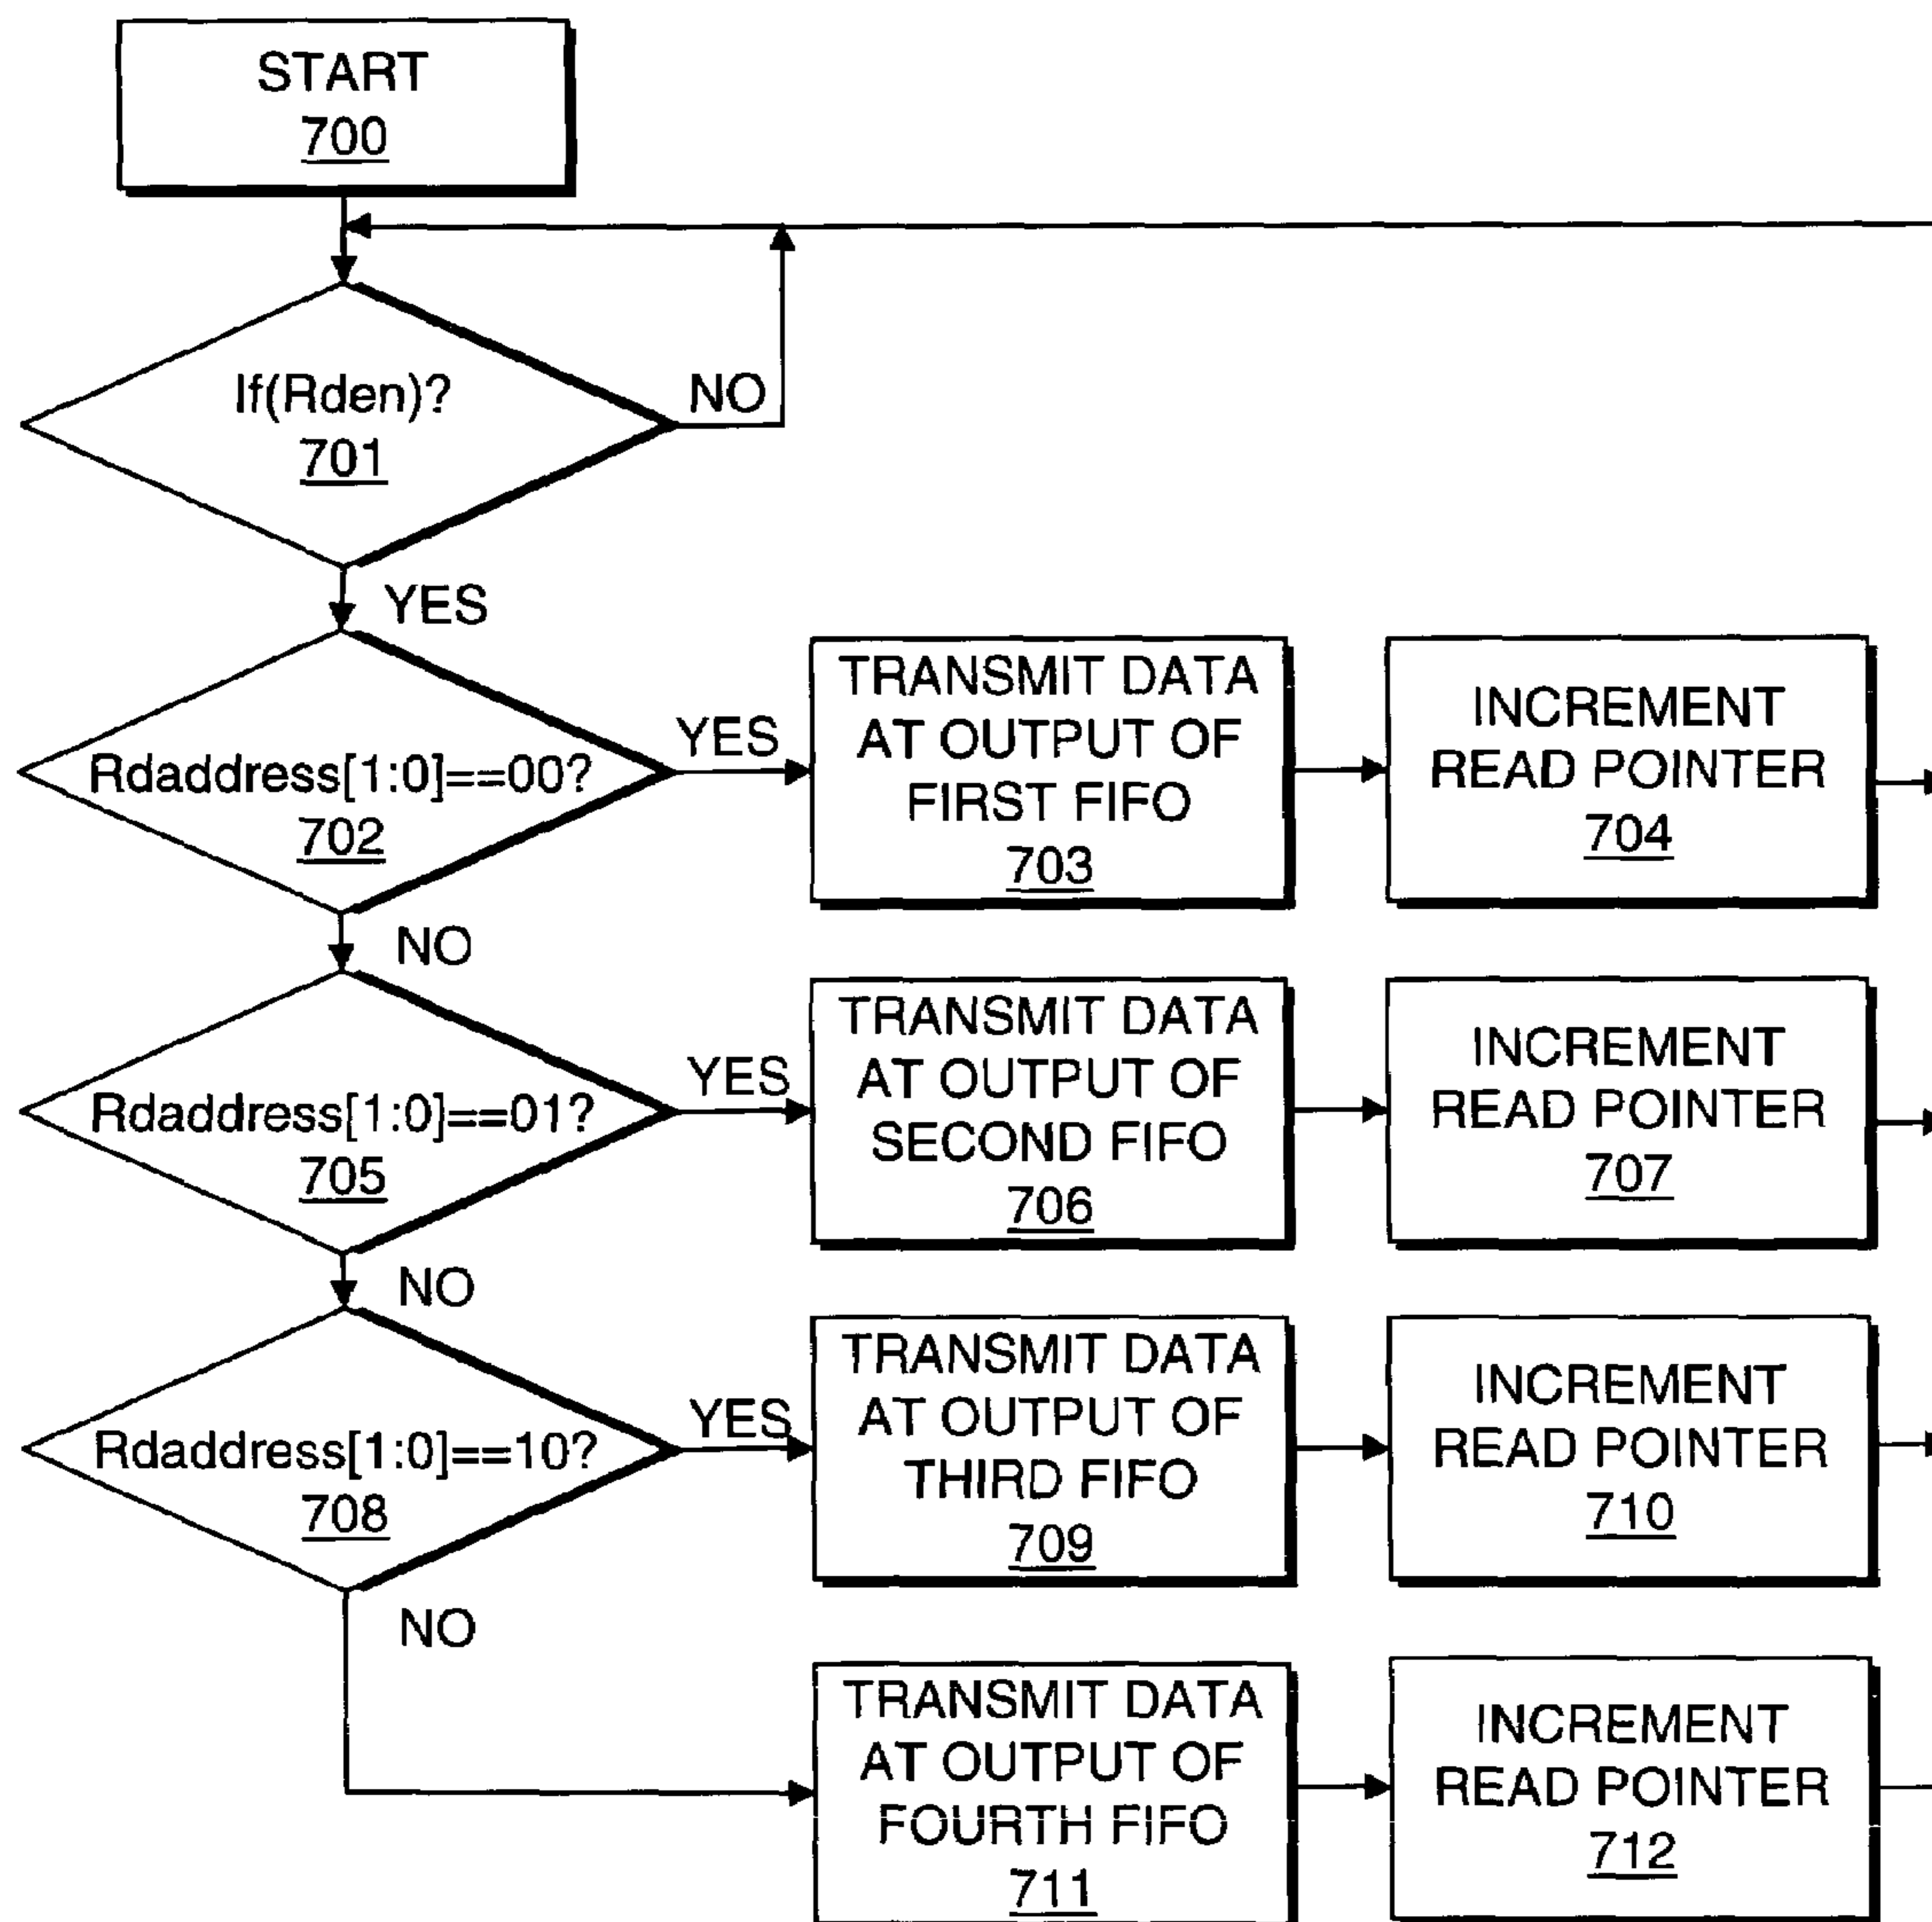 START
700
If(Rden)?
701
NO
YES
Rdaddress[1:0]==00?
702
YES
TRANSMIT DATA
AT OUTPUT OF
FIRST FIFO
703
INCREMENT
READ POINTER
704
NO
Rdaddress[1:0]==01?
705
YES
TRANSMIT DATA
AT OUTPUT OF
SECOND FIFO
706
INCREMENT
READ POINTER
707
NO
Rdaddress[1:0]==10?
708
YES
TRANSMIT DATA
AT OUTPUT OF
THIRD FIFO
709
INCREMENT
READ POINTER
710
NO
TRANSMIT DATA
AT OUTPUT OF
FOURTH FIFO
711
INCREMENT
READ POINTER
712